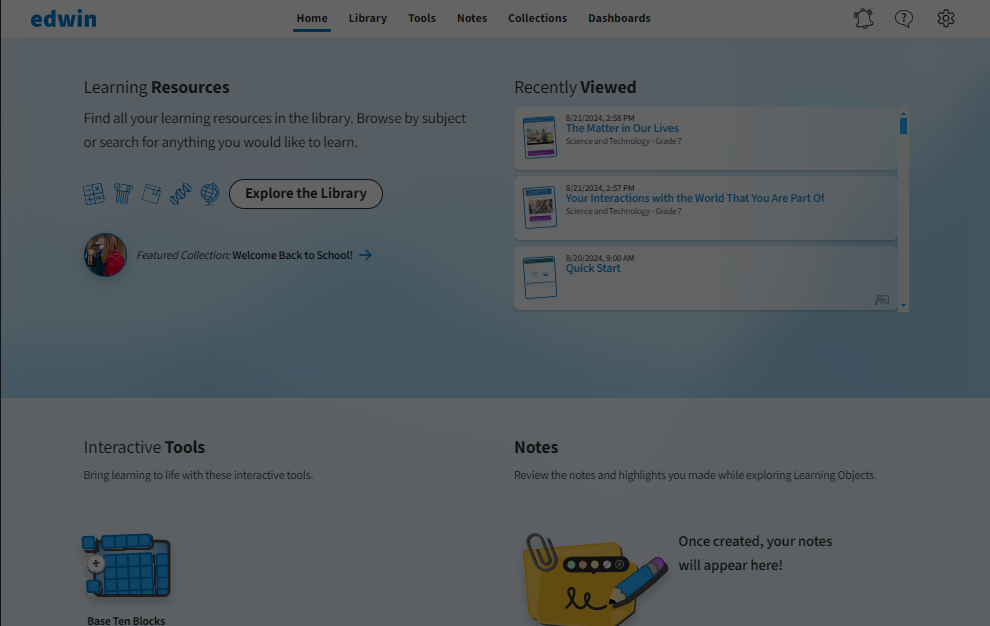 edwin
Home Library Tools Notes Collections Dashboards
Learning Resources
Find all your learning resources in the library. Browse by subject
or search for anything you would like to learn.
Explore the Library
Featured Collection: Welcome Back to School!
Recently Viewed
8/21/2024, 2:58 PM
The Matter in Our Lives
Science and Technology - Grade 7
8/21/2024, 2:57 PM
Your Interactions with the World That You Are Part Of
Science and Technology - Grade 7
8/20/2024, 9:00 AM
Quick Start
Interactive Tools
Bring learning to life with these interactive tools.
Base Ten Blocks
Notes
Review the notes and highlights you made while exploring Learning Objects.
Once created, your notes
will appear here!